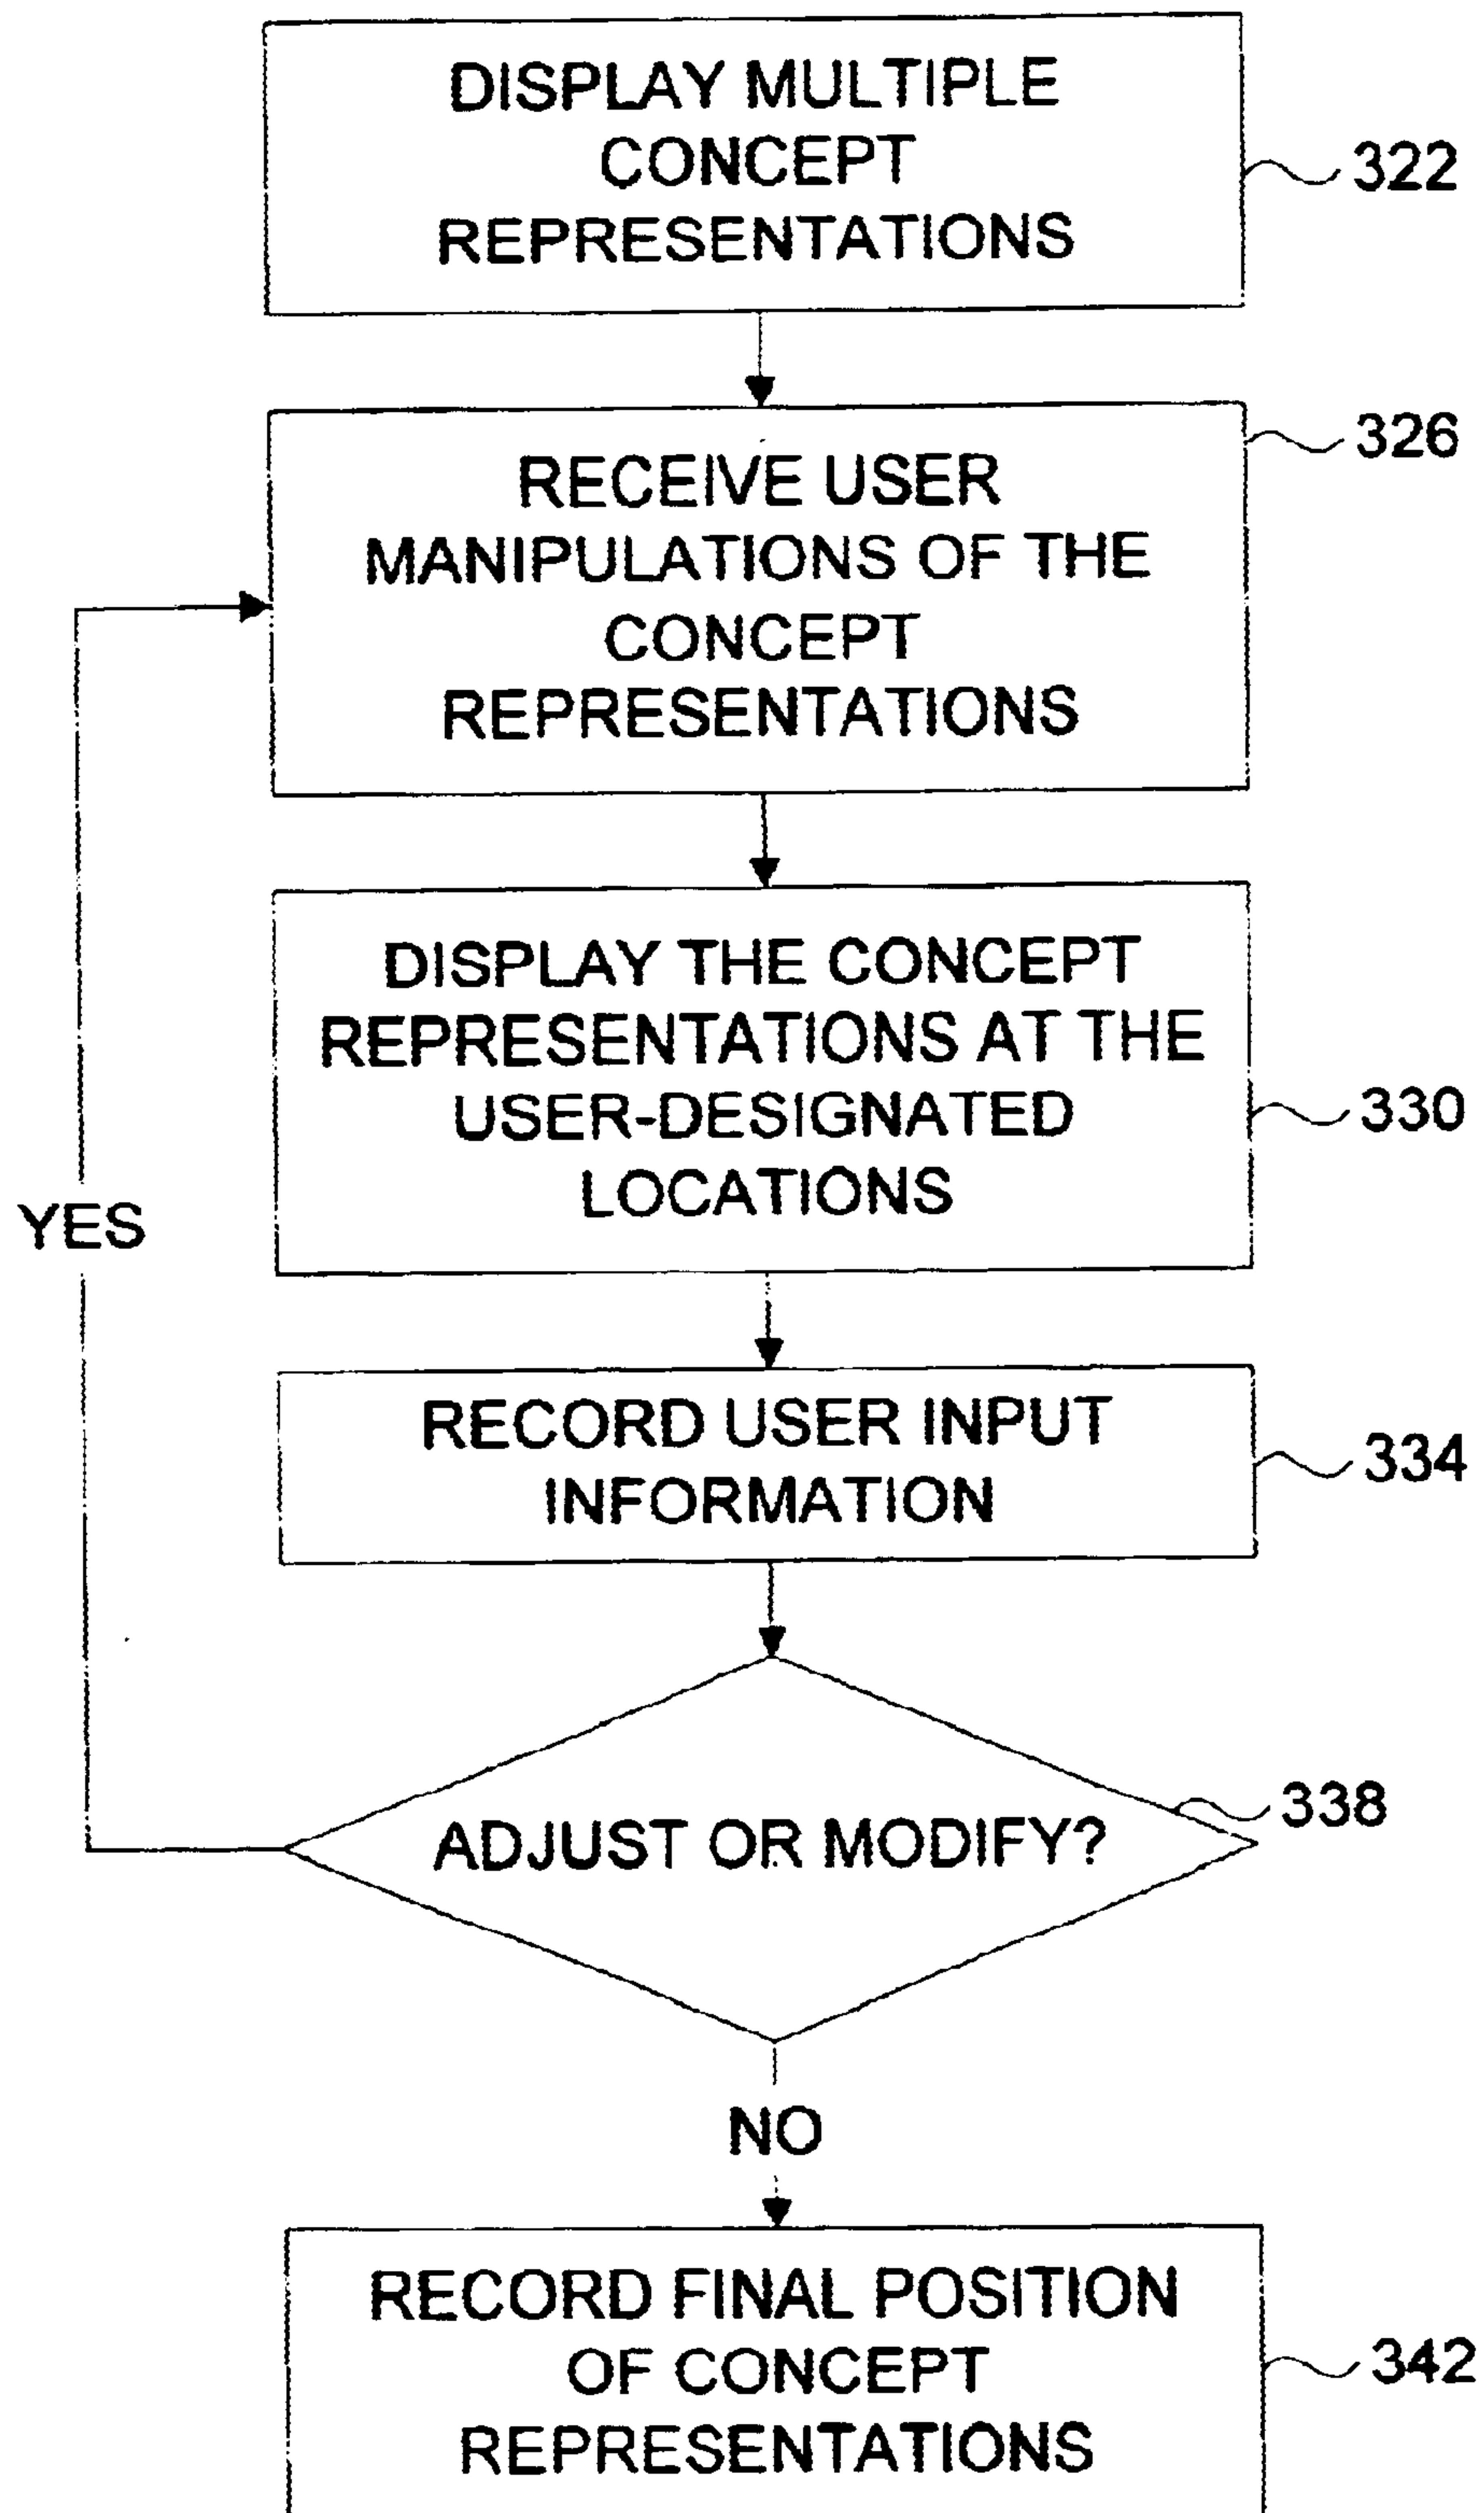 DISPLAY MULTIPLE
CONCEPT
REPRESENTATIONS
322
326
RECEIVE USER
MANIPULATIONS OF THE
CONCEPT
REPRESENTATIONS
DISPLAY THE CONCEPT
REPRESENTATIONS AT THE
USER-DESIGNATED
LOCATIONS
330
YES
RECORD USER INPUT
INFORMATION
334
338
ADJUST OR MODIFY?
NO
RECORD FINAL POSITION
OF CONCEPT
REPRESENTATIONS
342